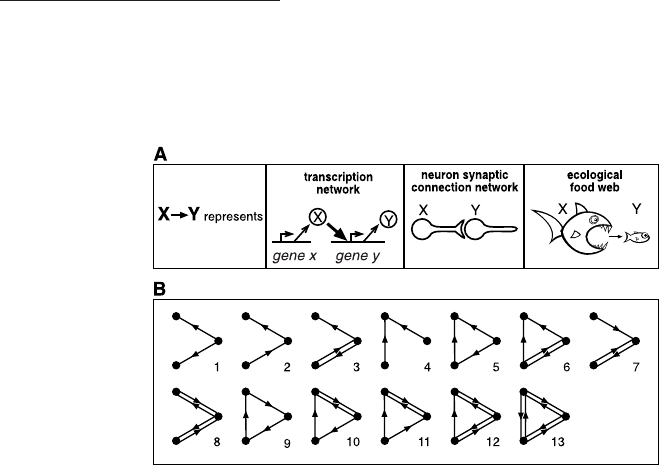 A
X→Y represents
transcription
network
X
Y
gene x gene y
neuron synaptic
connection network
X Y
ecological
food web
X Y
B
1 2 3 4 5 6 7
8 9 10 11 12 13